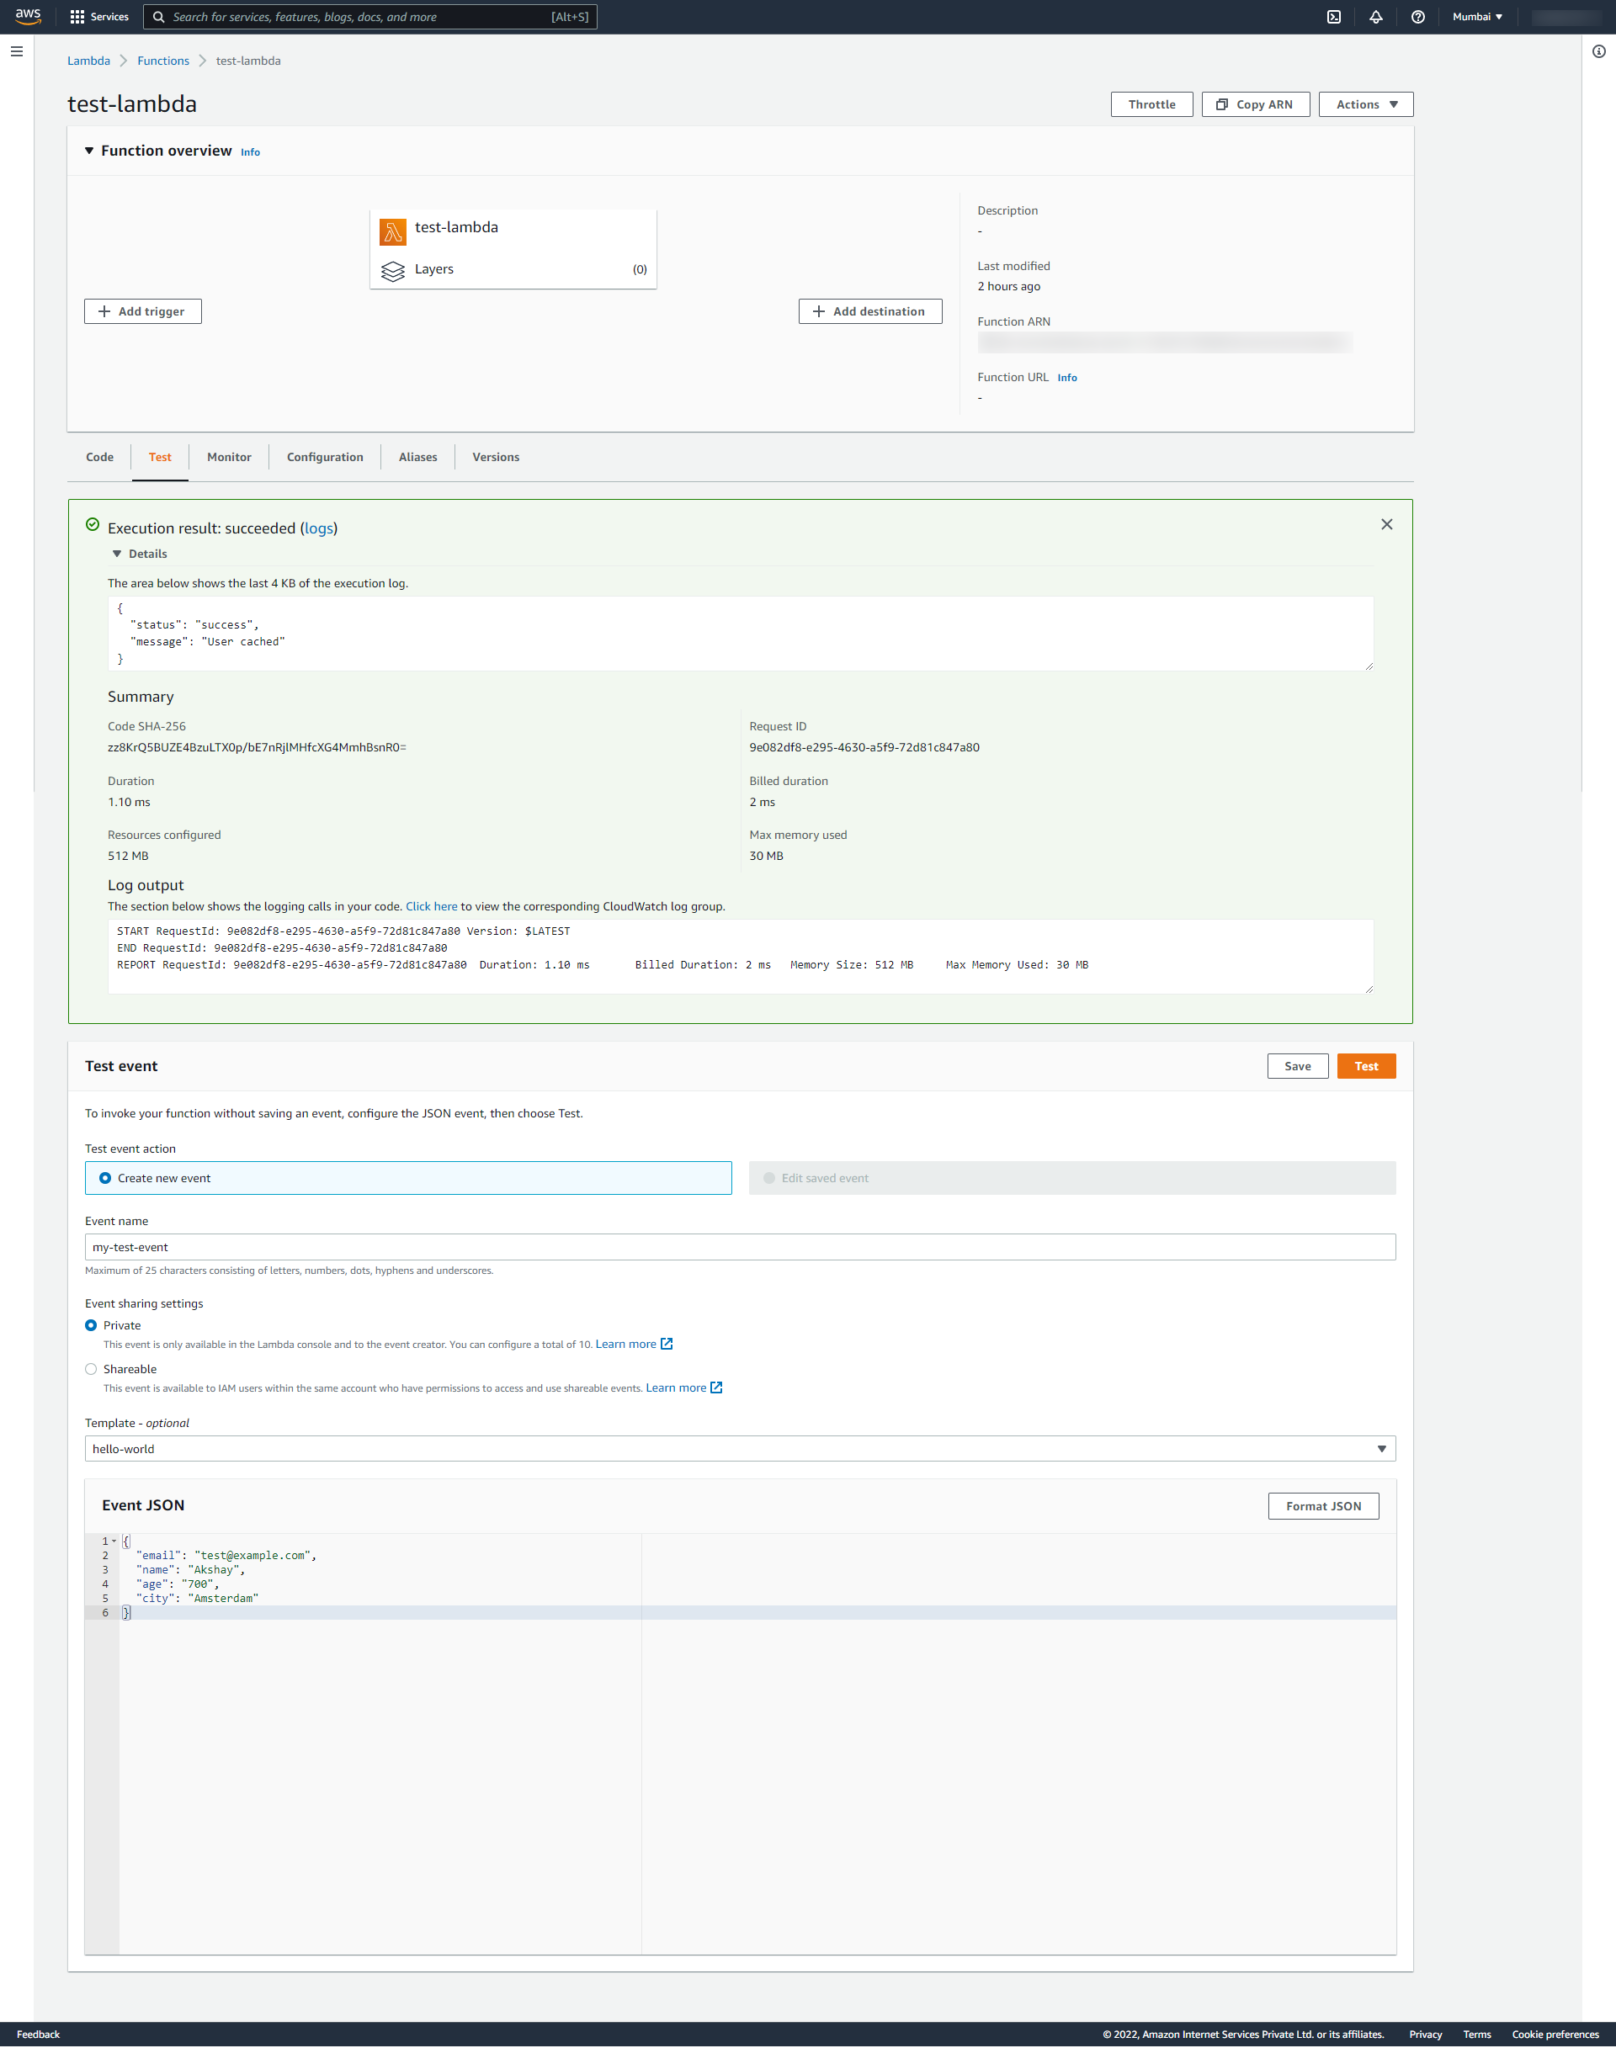 aws
Services
Search for services, features, blogs, docs, and more
[Alt+S]
Mumbai
Lambda
Functions
test-lambda
test-lambda
Throttle
Copy ARN
Actions
Function overview Info
test-lambda
Layers
(0)
Add trigger
Add destination
Description
-
Last modified
2 hours ago
Function ARN
Function URL Info
-
Code
Test
Monitor
Configuration
Aliases
Versions
Execution result: succeeded (logs)
Details
The area below shows the last 4 KB of the execution log.
{
"status": "success",
"message": "User cached"
}
Summary
Code SHA-256
zz8KrQ5BUZE4BzuLTX0p/bE7nRjlMHfcXG4MmhBsnR0=
Request ID
9e082df8-e295-4630-a5f9-72d81c847a80
Duration
1.10 ms
Billed duration
2 ms
Resources configured
512 MB
Max memory used
30 MB
Log output
The section below shows the logging calls in your code. Click here to view the corresponding CloudWatch log group.
START RequestId: 9e082df8-e295-4630-a5f9-72d81c847a80 Version: $LATEST
END RequestId: 9e082df8-e295-4630-a5f9-72d81c847a80
REPORT RequestId: 9e082df8-e295-4630-a5f9-72d81c847a80 Duration: 1.10 ms Billed Duration: 2 ms Memory Size: 512 MB Max Memory Used: 30 MB
Test event
Save
Test
To invoke your function without saving an event, configure the JSON event, then choose Test.
Test event action
Create new event
Edit saved event
Event name
my-test-event
Maximum of 25 characters consisting of letters, numbers, dots, hyphens and underscores.
Event sharing settings
Private
This event is only available in the Lambda console and to the event creator. You can configure a total of 10. Learn more
Shareable
This event is available to IAM users within the same account who have permissions to access and use shareable events. Learn more
Template - optional
hello-world
Event JSON
Format JSON
1 {
2 "email": "test@example.com",
3 "name": "Akshay",
4 "age": "700",
5 "city": "Amsterdam"
6 }
Feedback
© 2022, Amazon Internet Services Private Ltd. or its affiliates.
Privacy
Terms
Cookie preferences